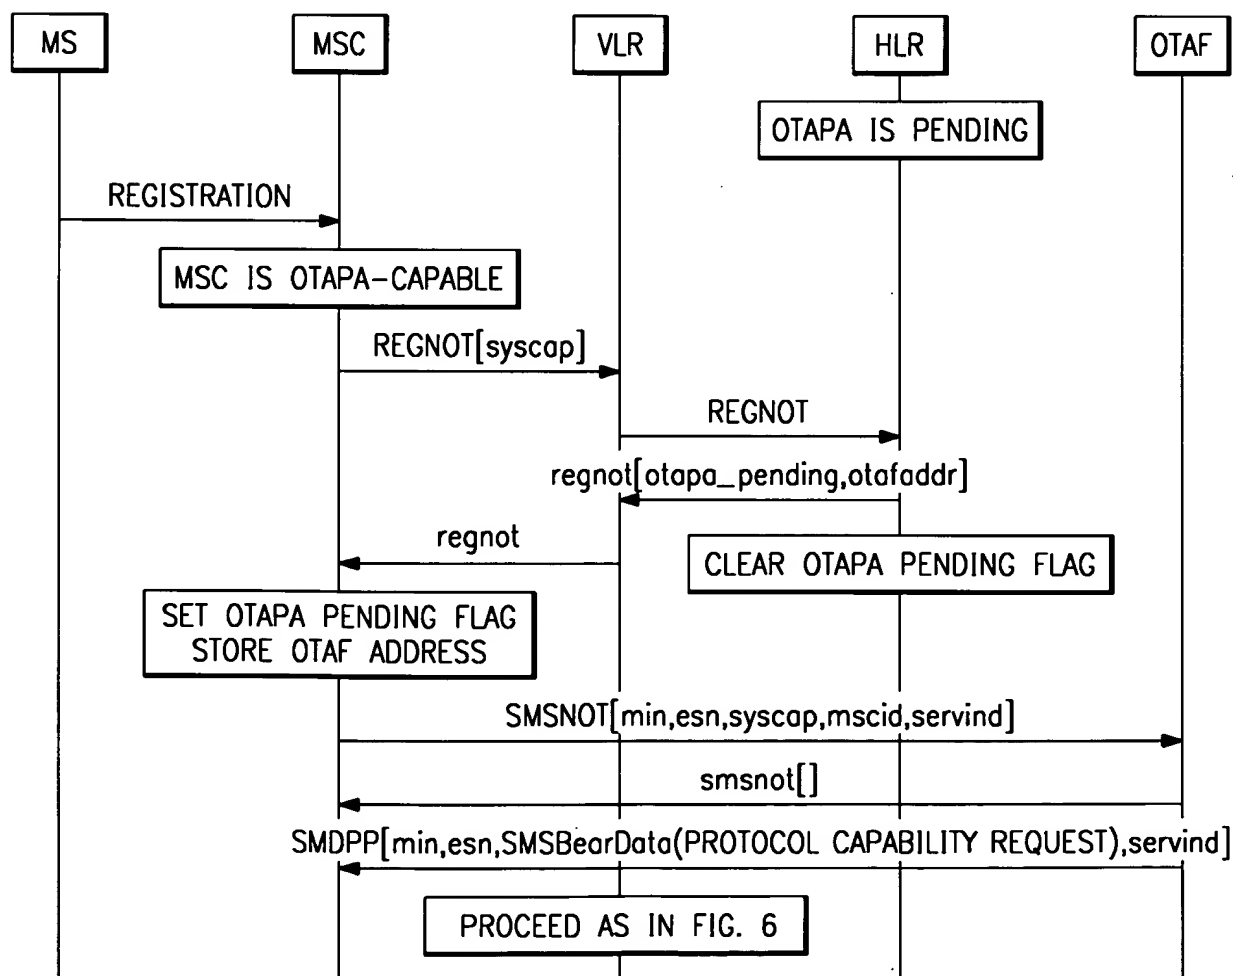 MS
MSC
VLR
HLR
OTAF
OTAPA IS PENDING
REGISTRATION
MSC IS OTAPA-CAPABLE
REGNOT[syscap]
REGNOT
regnot[otapa_pending,otafaddr]
regnot
CLEAR OTAPA PENDING FLAG
SET OTAPA PENDING FLAG
STORE OTAF ADDRESS
SMSNOT[min,esn,syscap,mscid,servind]
smsnot[]
SMDPP[min,esn,SMSBearData(PROTOCOL CAPABILITY REQUEST),servind]
PROCEED AS IN FIG. 6